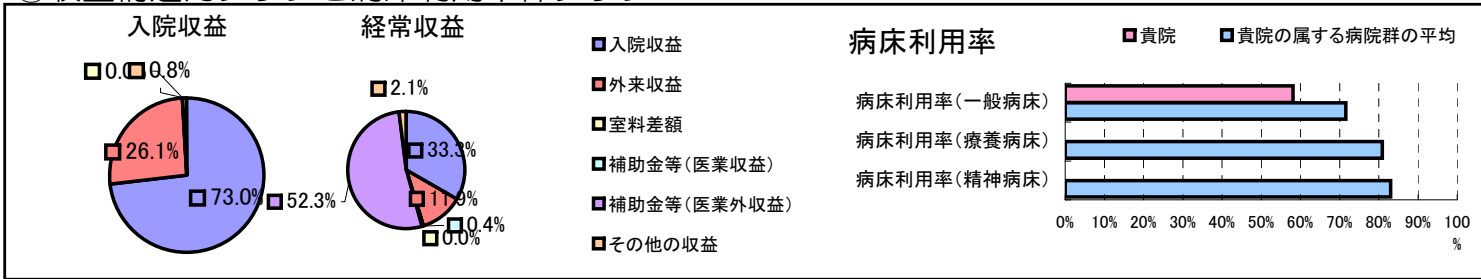 入院収益
0.0
0.8%
26.1%
73.0%
経常収益
2.1%
33.3%
52.3%
11.9%
0.4%
0.0%
入院収益
外来収益
室料差額
補助金等(医業収益)
補助金等(医業外収益)
その他の収益
病床利用率
貴院
貴院の属する病院群の平均
病床利用率(一般病床)
病床利用率(療養病床)
病床利用率(精神病床)
0% 10% 20% 30% 40% 50% 60% 70% 80% 90% 100
%